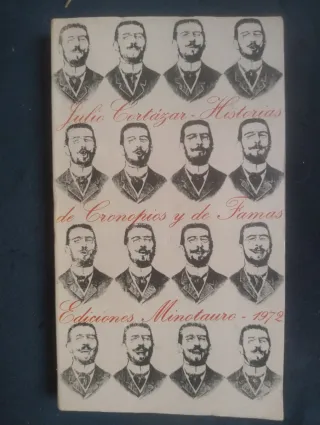 Julio Cortázar - Historias
de Cronopios y de Famas
Ediciones Minotauro - 1972